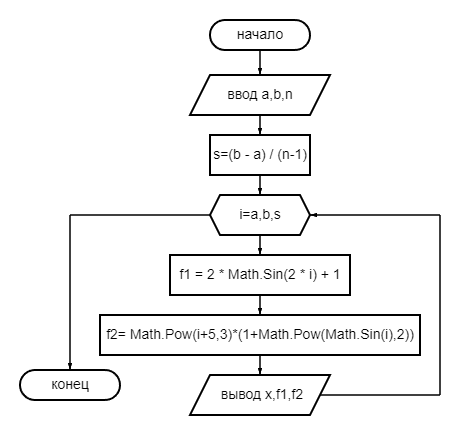 начало
ввод a,b,n
s=(b - a) / (n-1)
i=a,b,s
f1 = 2 * Math.Sin(2 * i) + 1
f2= Math.Pow(i+5,3)*(1+Math.Pow(Math.Sin(i),2))
конец
вывод x,f1,f2